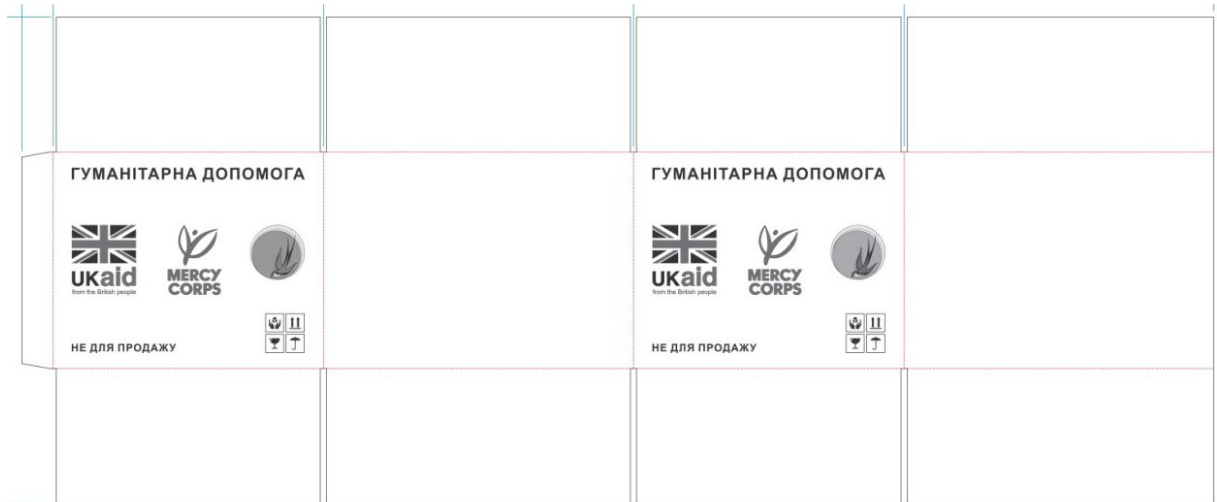 ГУМАНІТАРНА ДОПОМОГА
UKaid
from the British people
MERCY
CORPS
НЕ ДЛЯ ПРОДАЖУ
ГУМАНІТАРНА ДОПОМОГА
UKaid
from the British people
MERCY
CORPS
НЕ ДЛЯ ПРОДАЖУ